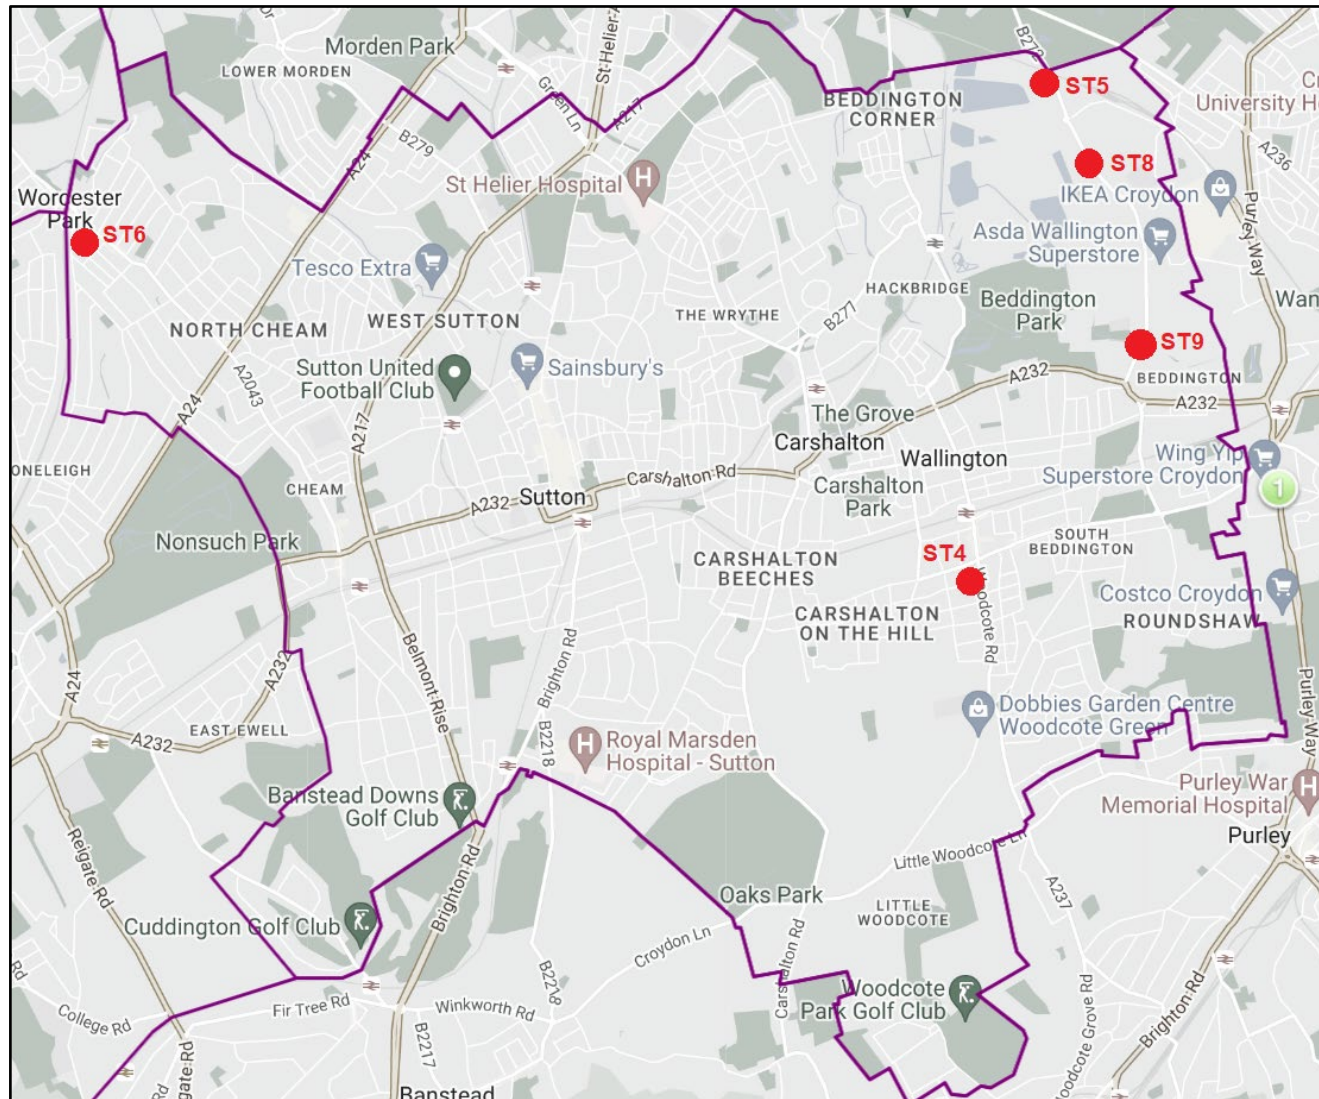 Morden Park
LOWER MORDEN
St Helier A
B272
BEDDINGTON
CORNER
ST5
Cr
University Ho
Green Ln
A217
B279
A24
A236
St Helier Hospital
H
ST8
IKEA Croydon
Worcester
Park
ST6
Purley Way
Asda Wallington
Superstore
Tesco Extra
HACKBRIDGE
Beddington
Park
Wan
NORTH CHEAM
WEST SUTTON
THE WRYTHE
B277
ST9
Sutton United
Football Club
Sainsbury's
A2043
A24
A217
A232
BEDDINGTON
A232
The Grove
Carshalton
Wallington
Wing Yip
Superstore Croydon
1
ONELEIGH
CHEAM
Carshalton Rd
Carshalton
Park
Sutton
A232
Nonsuch Park
CARSHALTON
BEECHES
ST4
SOUTH
BEDDINGTON
Woodcote Rd
CARSHALTON
ON THE HILL
Costco Croydon
ROUNDSHAW
Belmont Rise
Brighton Rd
A232
A24
EAST EWELL
A232
B2218
Royal Marsden
Hospital - Sutton
H
Dobbies Garden Centre
Woodcote Green
Purley Way
Purley War
Memorial Hospital
H
Purley
Banstead Downs
Golf Club
Reigate Rd
Brighton Rd
Little Woodcote Ln
A237
Oaks Park
LITTLE
WOODCOTE
Cuddington Golf Club
Croydon Ln
Carshalton Rd
B2218
Woodcote
Park Golf Club
Rd
College Rd
Fir Tree Rd
Winkworth Rd
B2217
Brighton Rd
Woodcote Grove Rd
gate Rd
Banstead